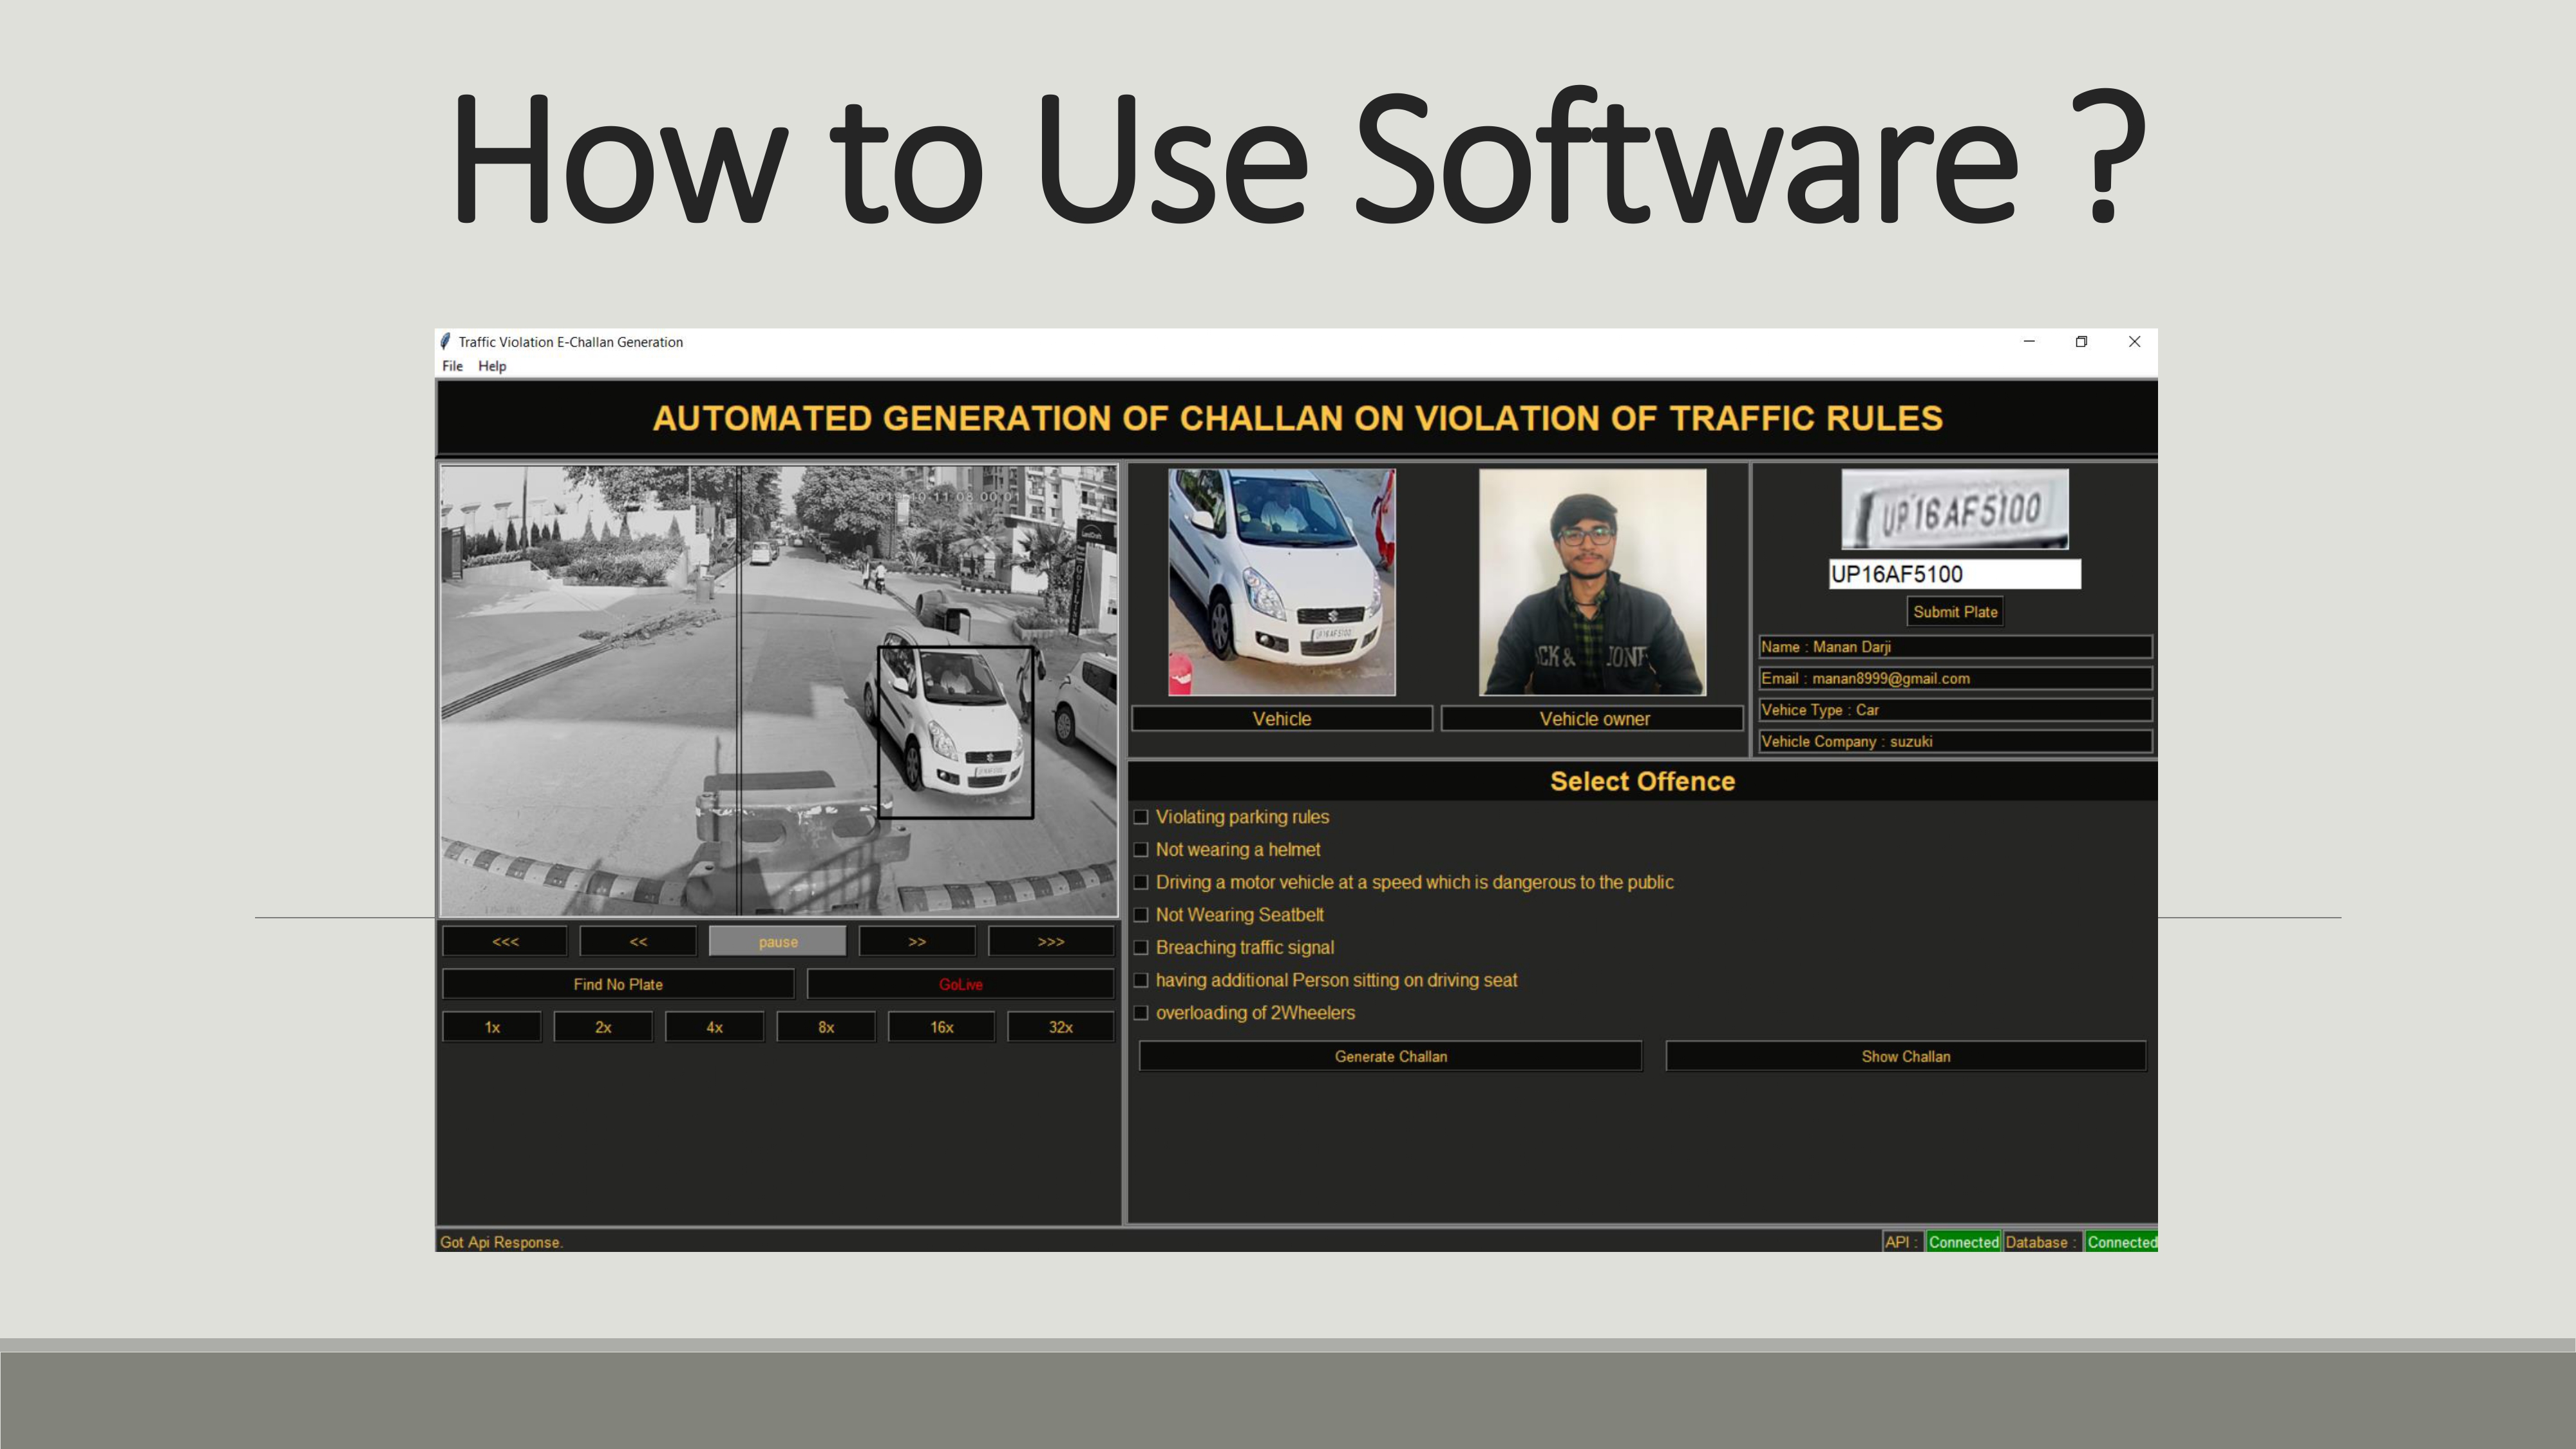 How to Use Software ?
Traffic Violation E-Challan Generation
File Help
AUTOMATED GENERATION OF CHALLAN ON VIOLATION OF TRAFFIC RULES
UP16AF5100
UP16AF5100
Submit Plate
Name : Manan Darji
Email : manan8999@gmail.com
Vehice Type : Car
Vehicle Company : suzuki
Vehicle
Vehicle owner
Select Offence
Violating parking rules
Not wearing a helmet
Driving a motor vehicle at a speed which is dangerous to the public
Not Wearing Seatbelt
Breaching traffic signal
having additional Person sitting on driving seat
overloading of 2Wheelers
Generate Challan
Show Challan
<<< << pause >> >>>
Find No Plate
GoLive
1x 2x 4x 8x 16x 32x
Got Api Response.
API : Connected Database : Connected